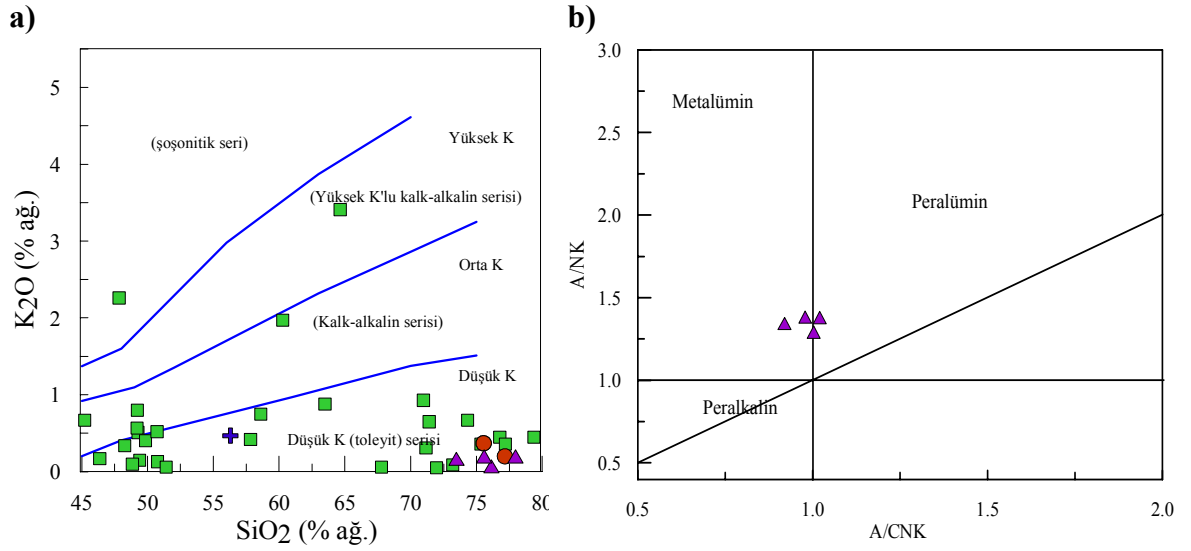 a)
5
4
3
2
1
0
K2O (% ağ.)
(şoşonitik seri)
Yüksek K
(Yüksek K'lu kalk-alkalin serisi)
Orta K
(Kalk-alkalin serisi)
Düşük K
Düşük K (toleyit) serisi
45 50 55 60 65 70 75 80
SiO2 (% ağ.)
b)
3.0
2.5
2.0
1.5
1.0
0.5
A/NK
Metalümin
Peralümin
Peralkalin
0.5 1.0 1.5 2.0
A/CNK